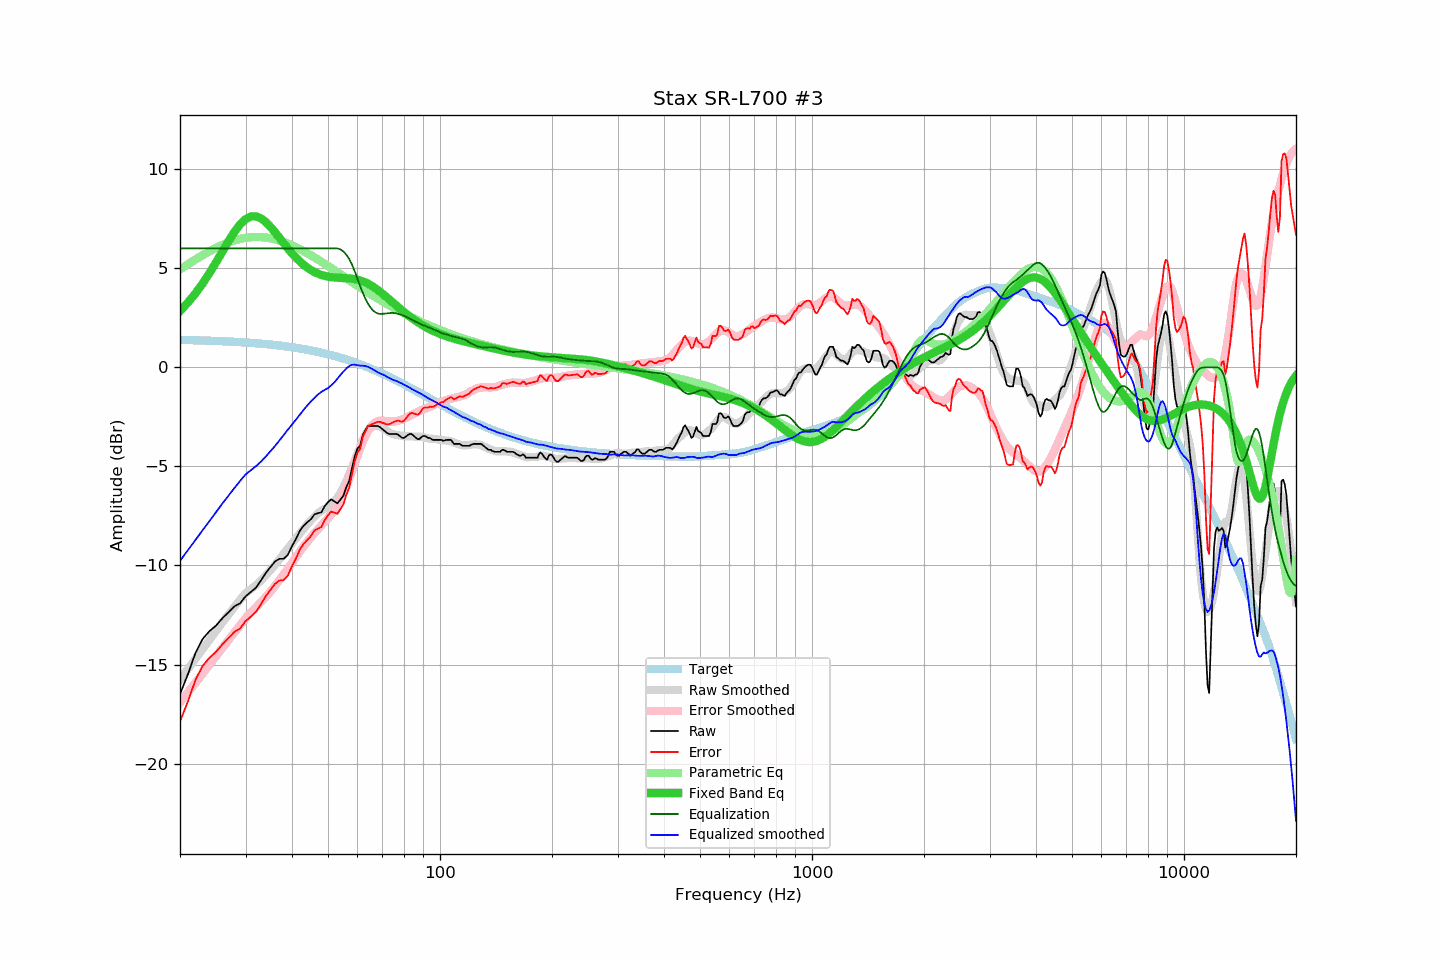 Stax SR-L700 #3
10
5
0
−5
−10
−15
−20
Amplitude (dBr)
Target
Raw Smoothed
Error Smoothed
Raw
Error
Parametric Eq
Fixed Band Eq
Equalization
Equalized smoothed
100
1000
10000
Frequency (Hz)